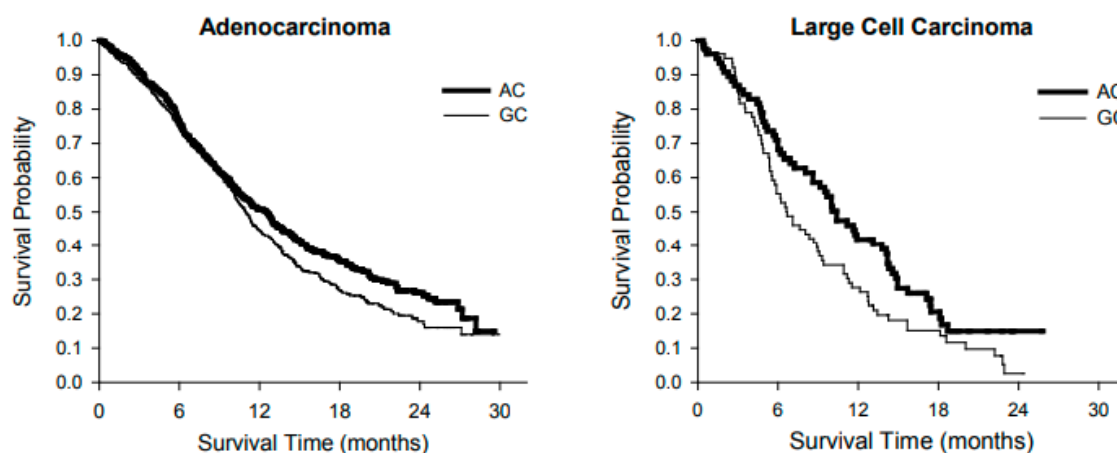 Adenocarcinoma
1.0
0.9
0.8
0.7
0.6
0.5
0.4
0.3
0.2
0.1
0.0
Survival Probability
AC
GC
0 6 12 18 24 30
Survival Time (months)
Large Cell Carcinoma
1.0
0.9
0.8
0.7
0.6
0.5
0.4
0.3
0.2
0.1
0.0
Survival Probability
AC
GC
0 6 12 18 24 30
Survival Time (months)